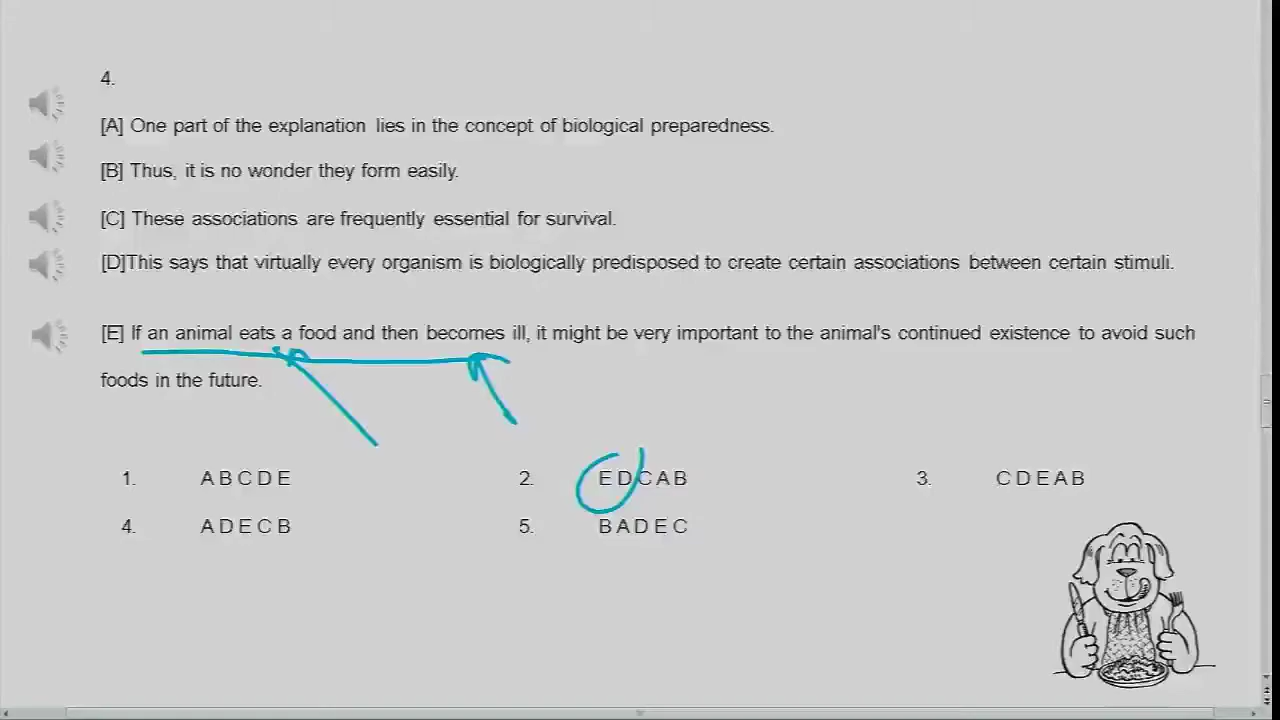 4.
[A] One part of the explanation lies in the concept of biological preparedness.
[B] Thus, it is no wonder they form easily.
[C] These associations are frequently essential for survival.
[D]This says that virtually every organism is biologically predisposed to create certain associations between certain stimuli.
[E] If an animal eats a food and then becomes ill, it might be very important to the animal's continued existence to avoid such
foods in the future.
1. A B C D E 2. E D C A B 3. C D E A B
4. A D E C B 5. B A D E C